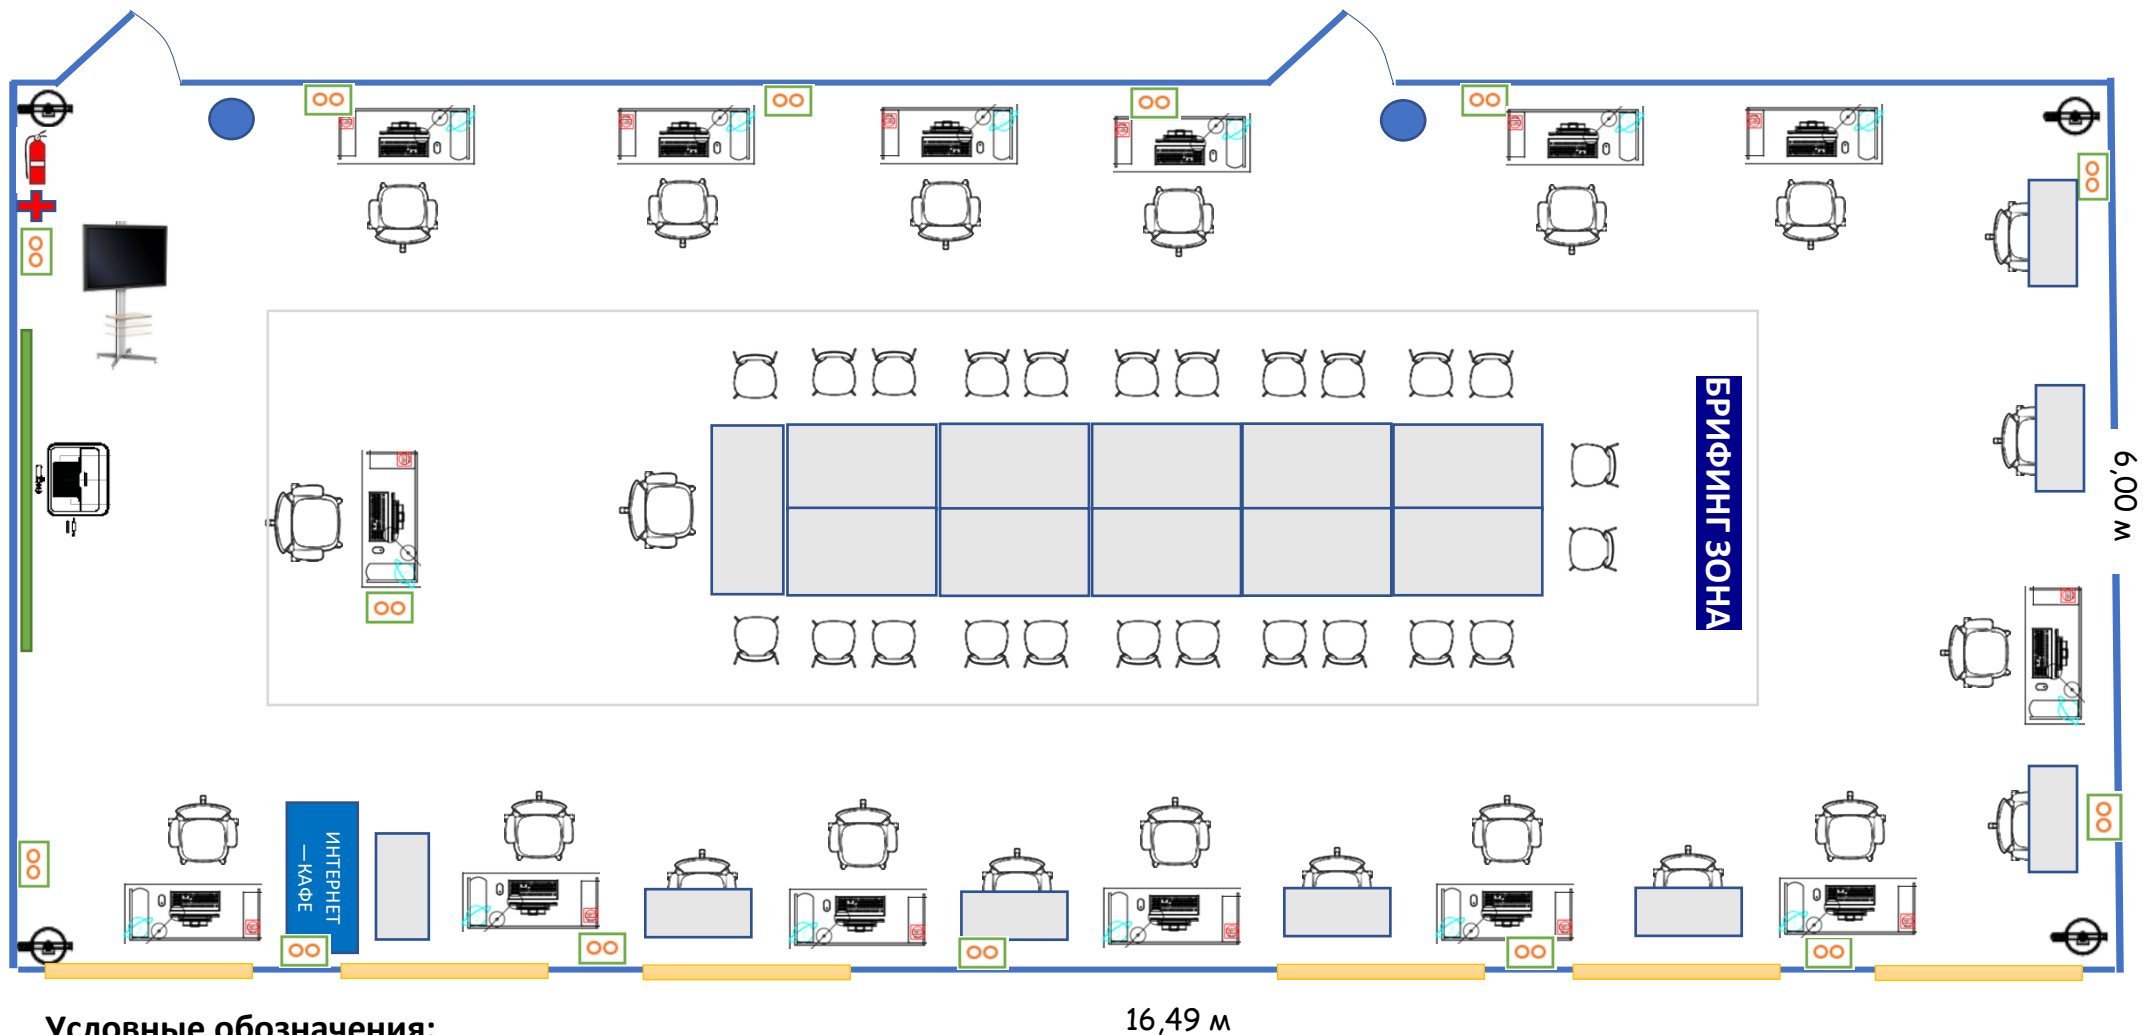 БРИФИНГ ЗОНА
6,00 м
ИНТЕРНЕТ
—КАФЕ
16,49 м
Условные обозначения: